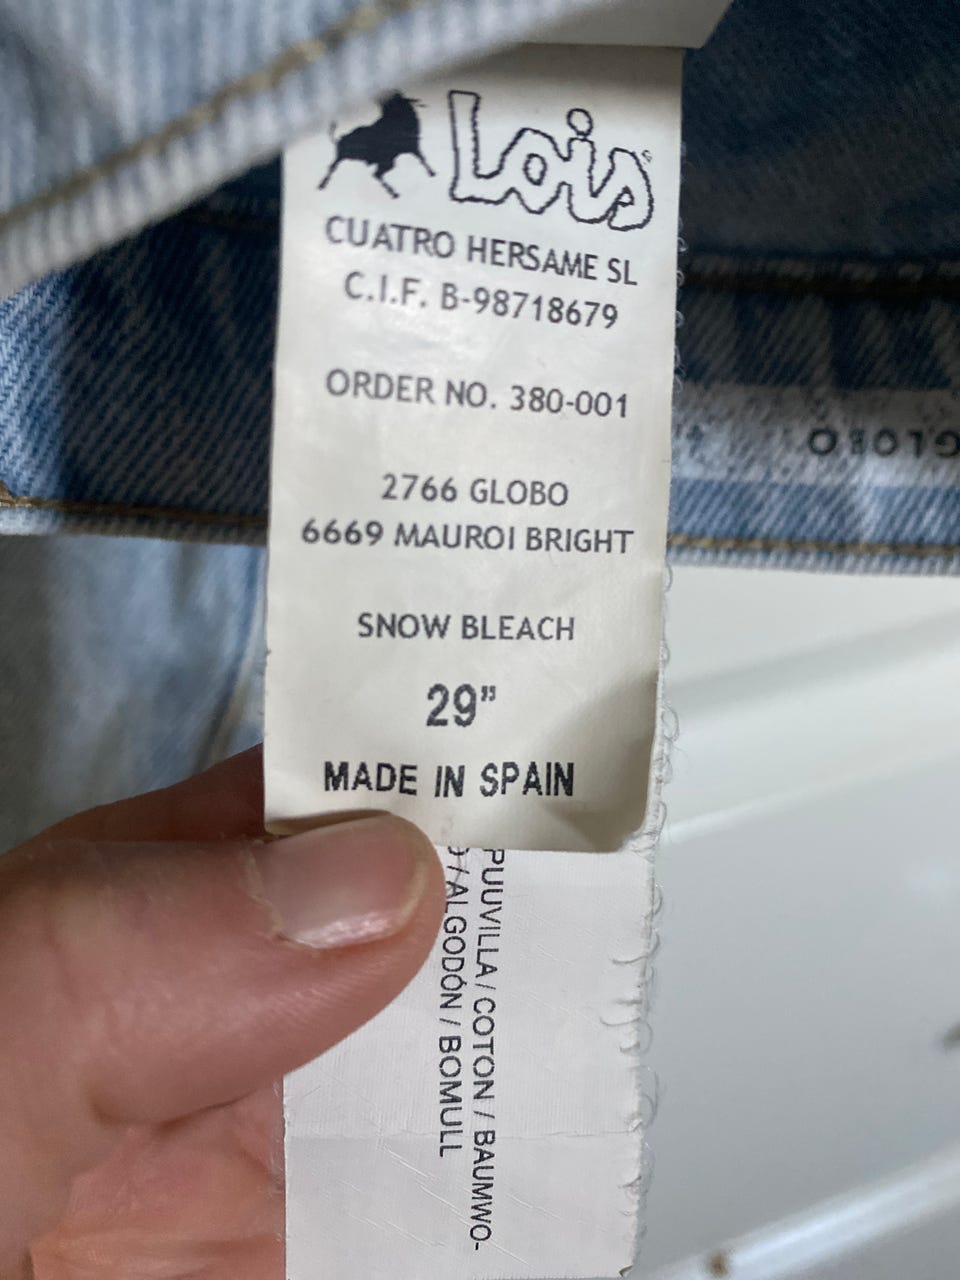 Lois
CUATRO HERSAME SL
C.I.F. B-98718679
ORDER NO. 380-001
2766 GLOBO
6669 MAUROI BRIGHT
SNOW BLEACH
29”
MADE IN SPAIN
PUUVILLA / COTON / BAUMWO-
/ ALGODÓN / BOMULL
GLOBO